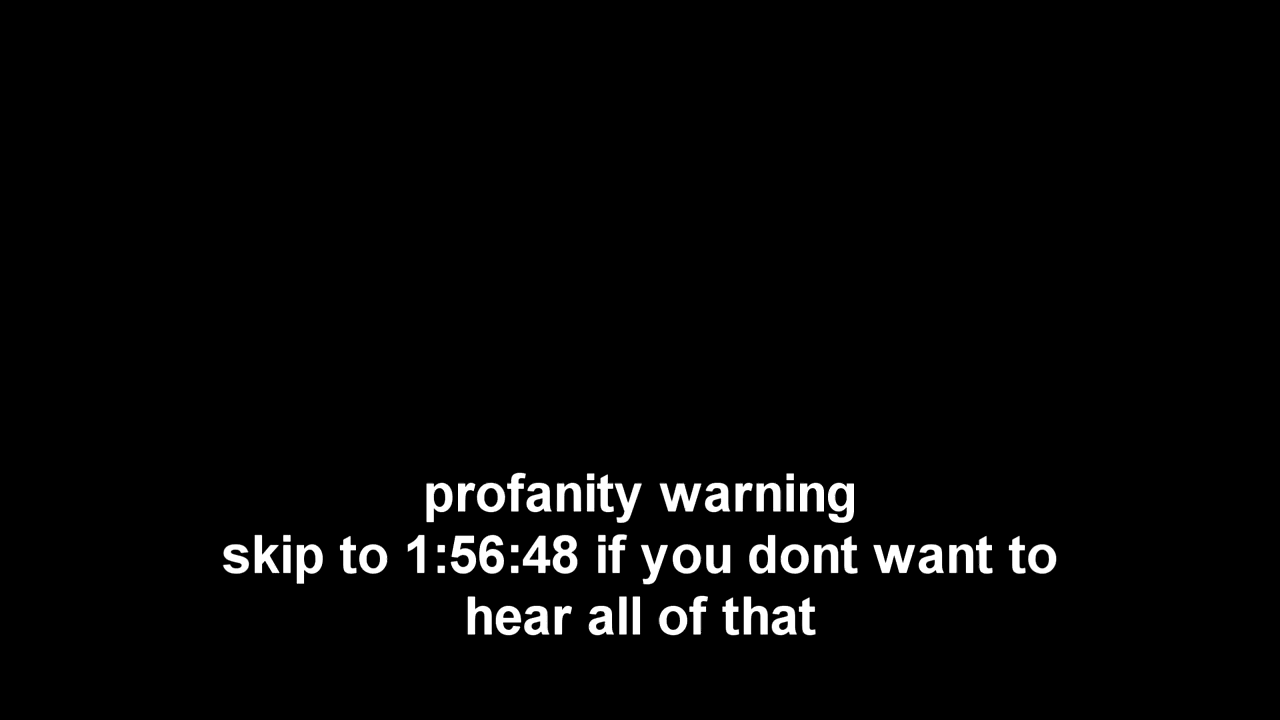 profanity warning
skip to 1:56:48 if you dont want to
hear all of that